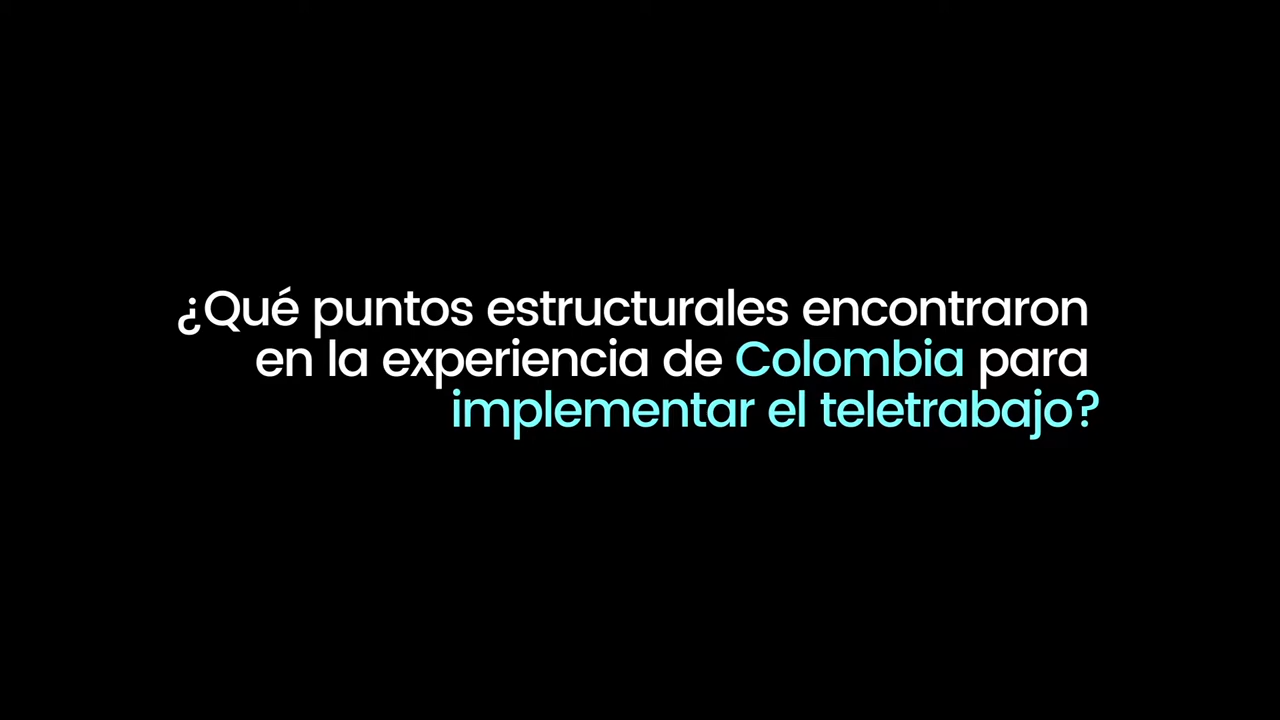 ¿Qué puntos estructurales encontraron
en la experiencia de Colombia para
implementar el teletrabajo?